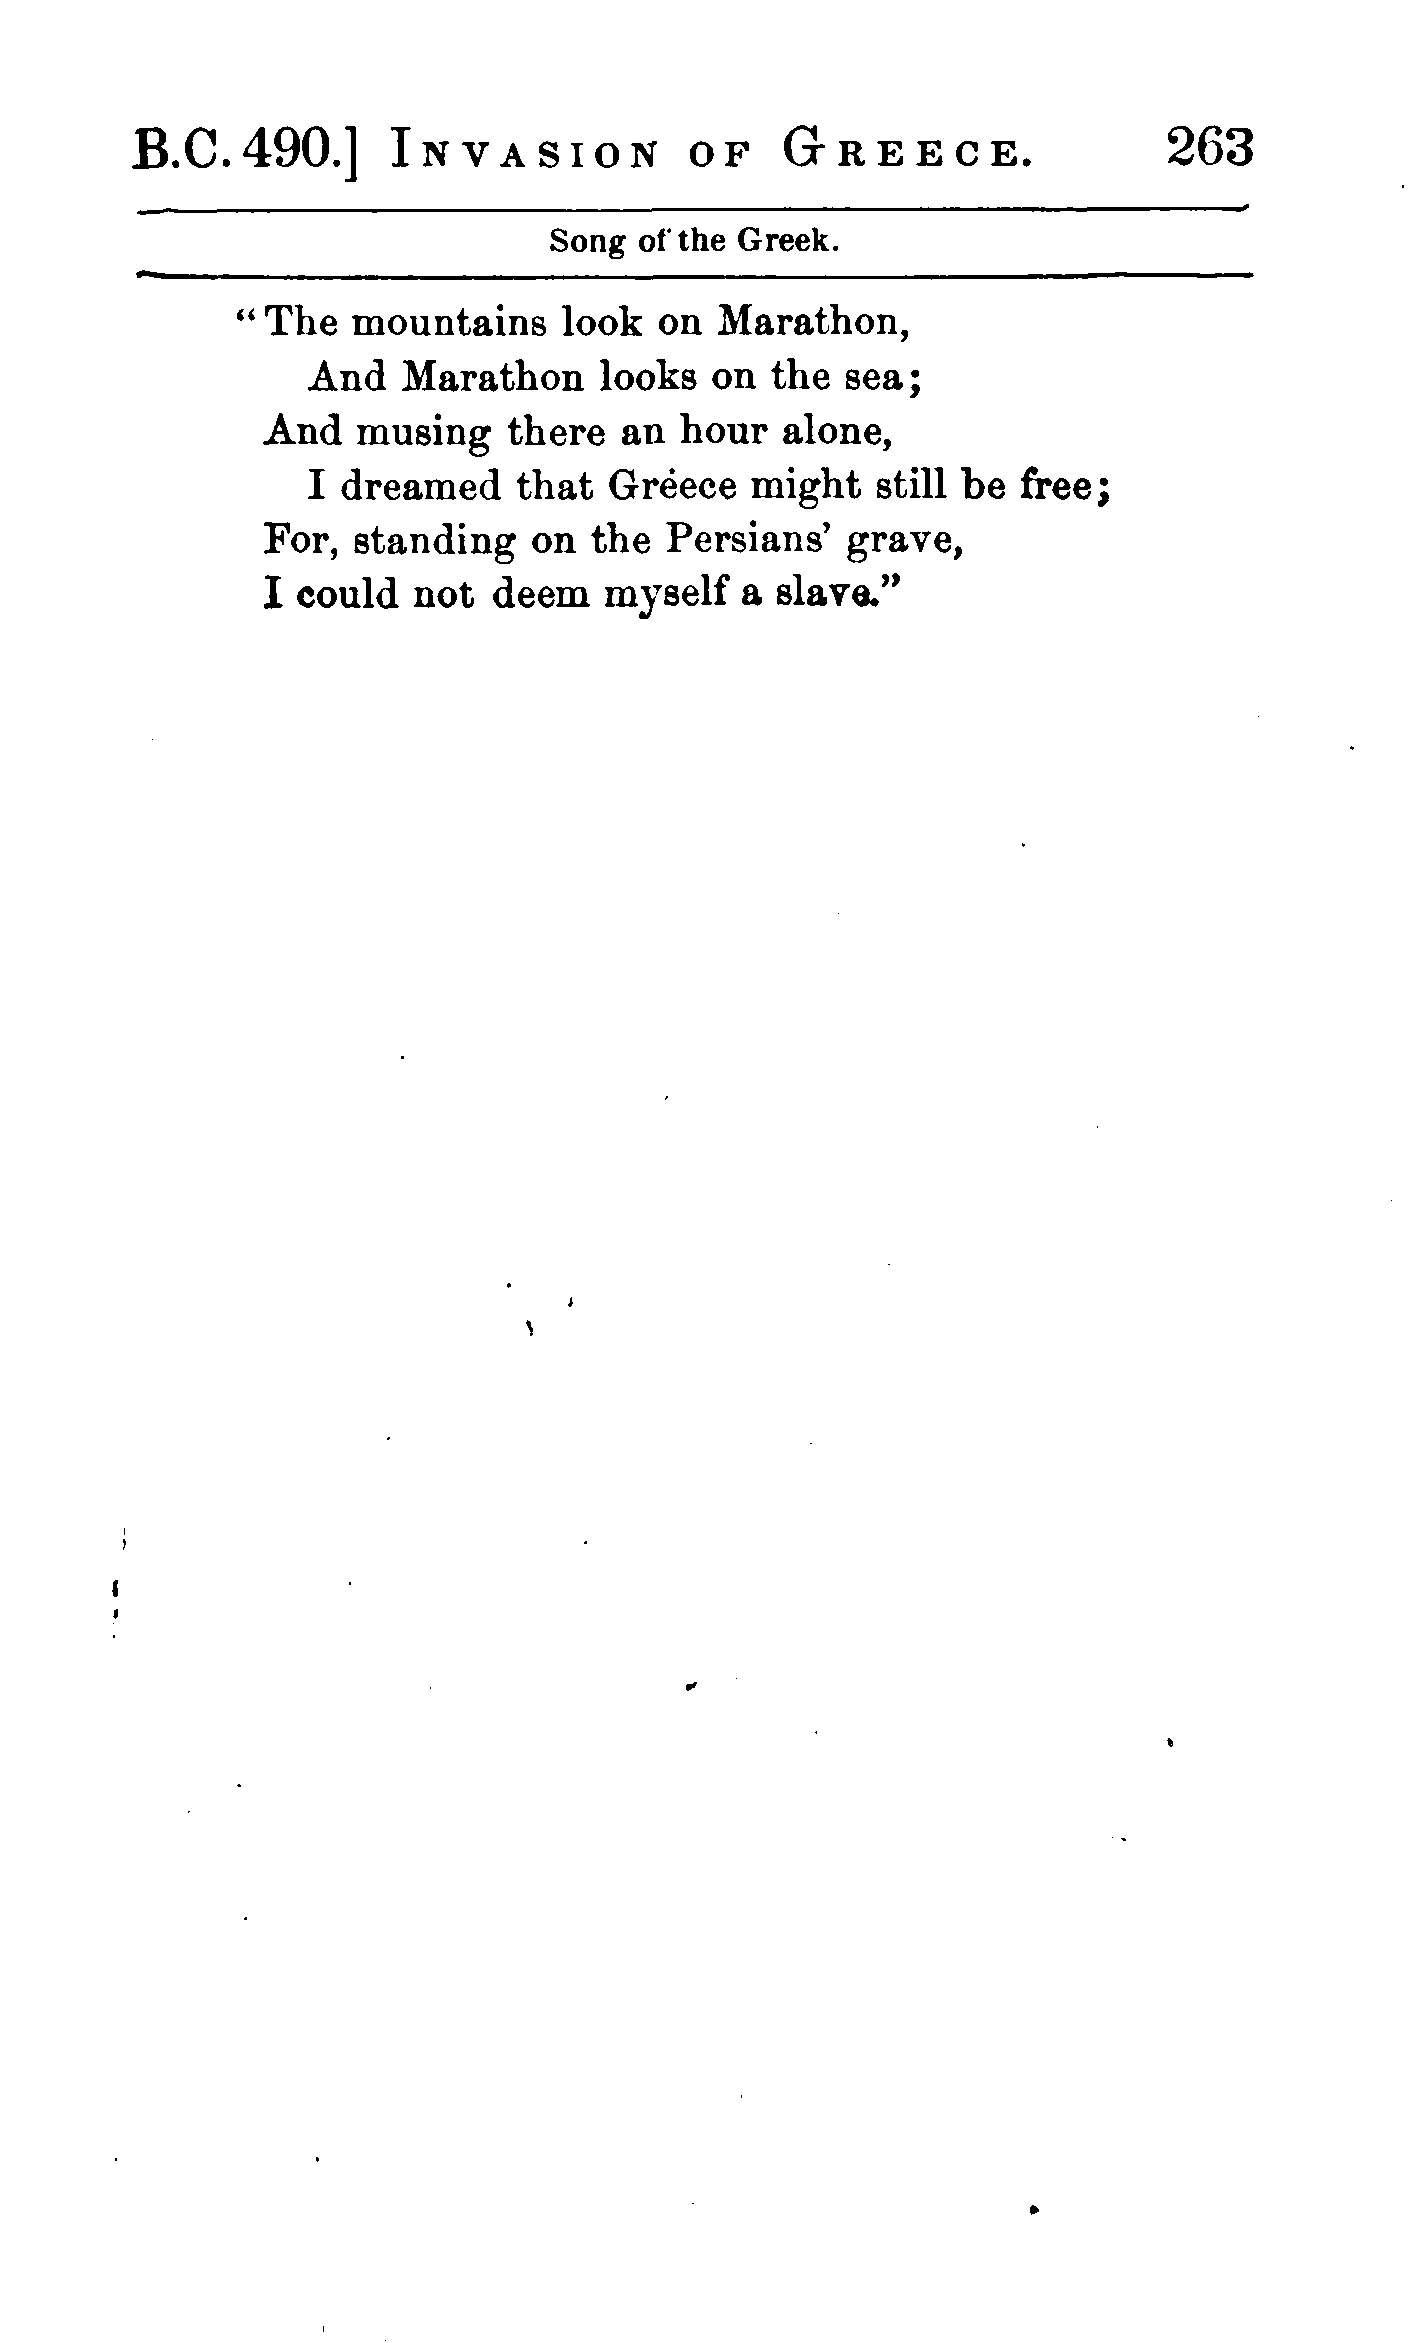 B.C. 490.] INVASION OF GREECE. 263
Song of the Greek.
“The mountains look on Marathon,
And Marathon looks on the sea;
And musing there an hour alone,
I dreamed that Greece might still be free;
For, standing on the Persians’ grave,
I could not deem myself a slave.”